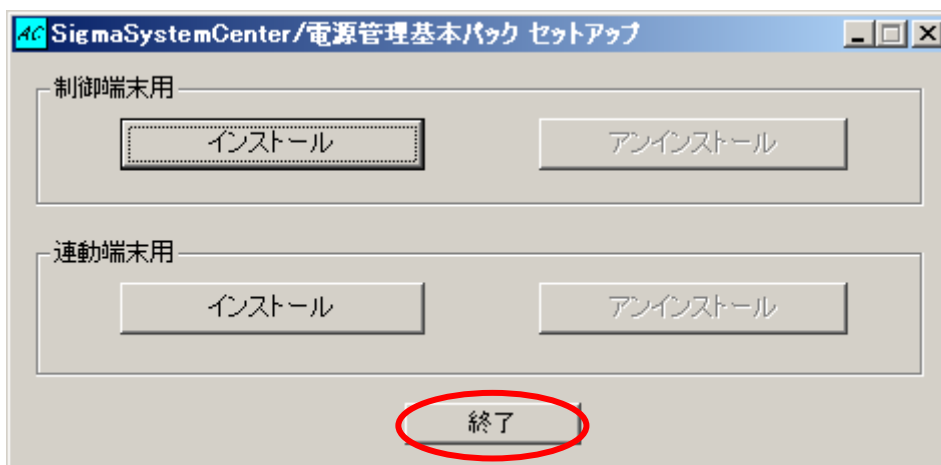 AC SigmaSystemCenter/電源管理基本パック セットアップ
制御端末用
インストール アンインストール
連動端末用
インストール アンインストール
終了